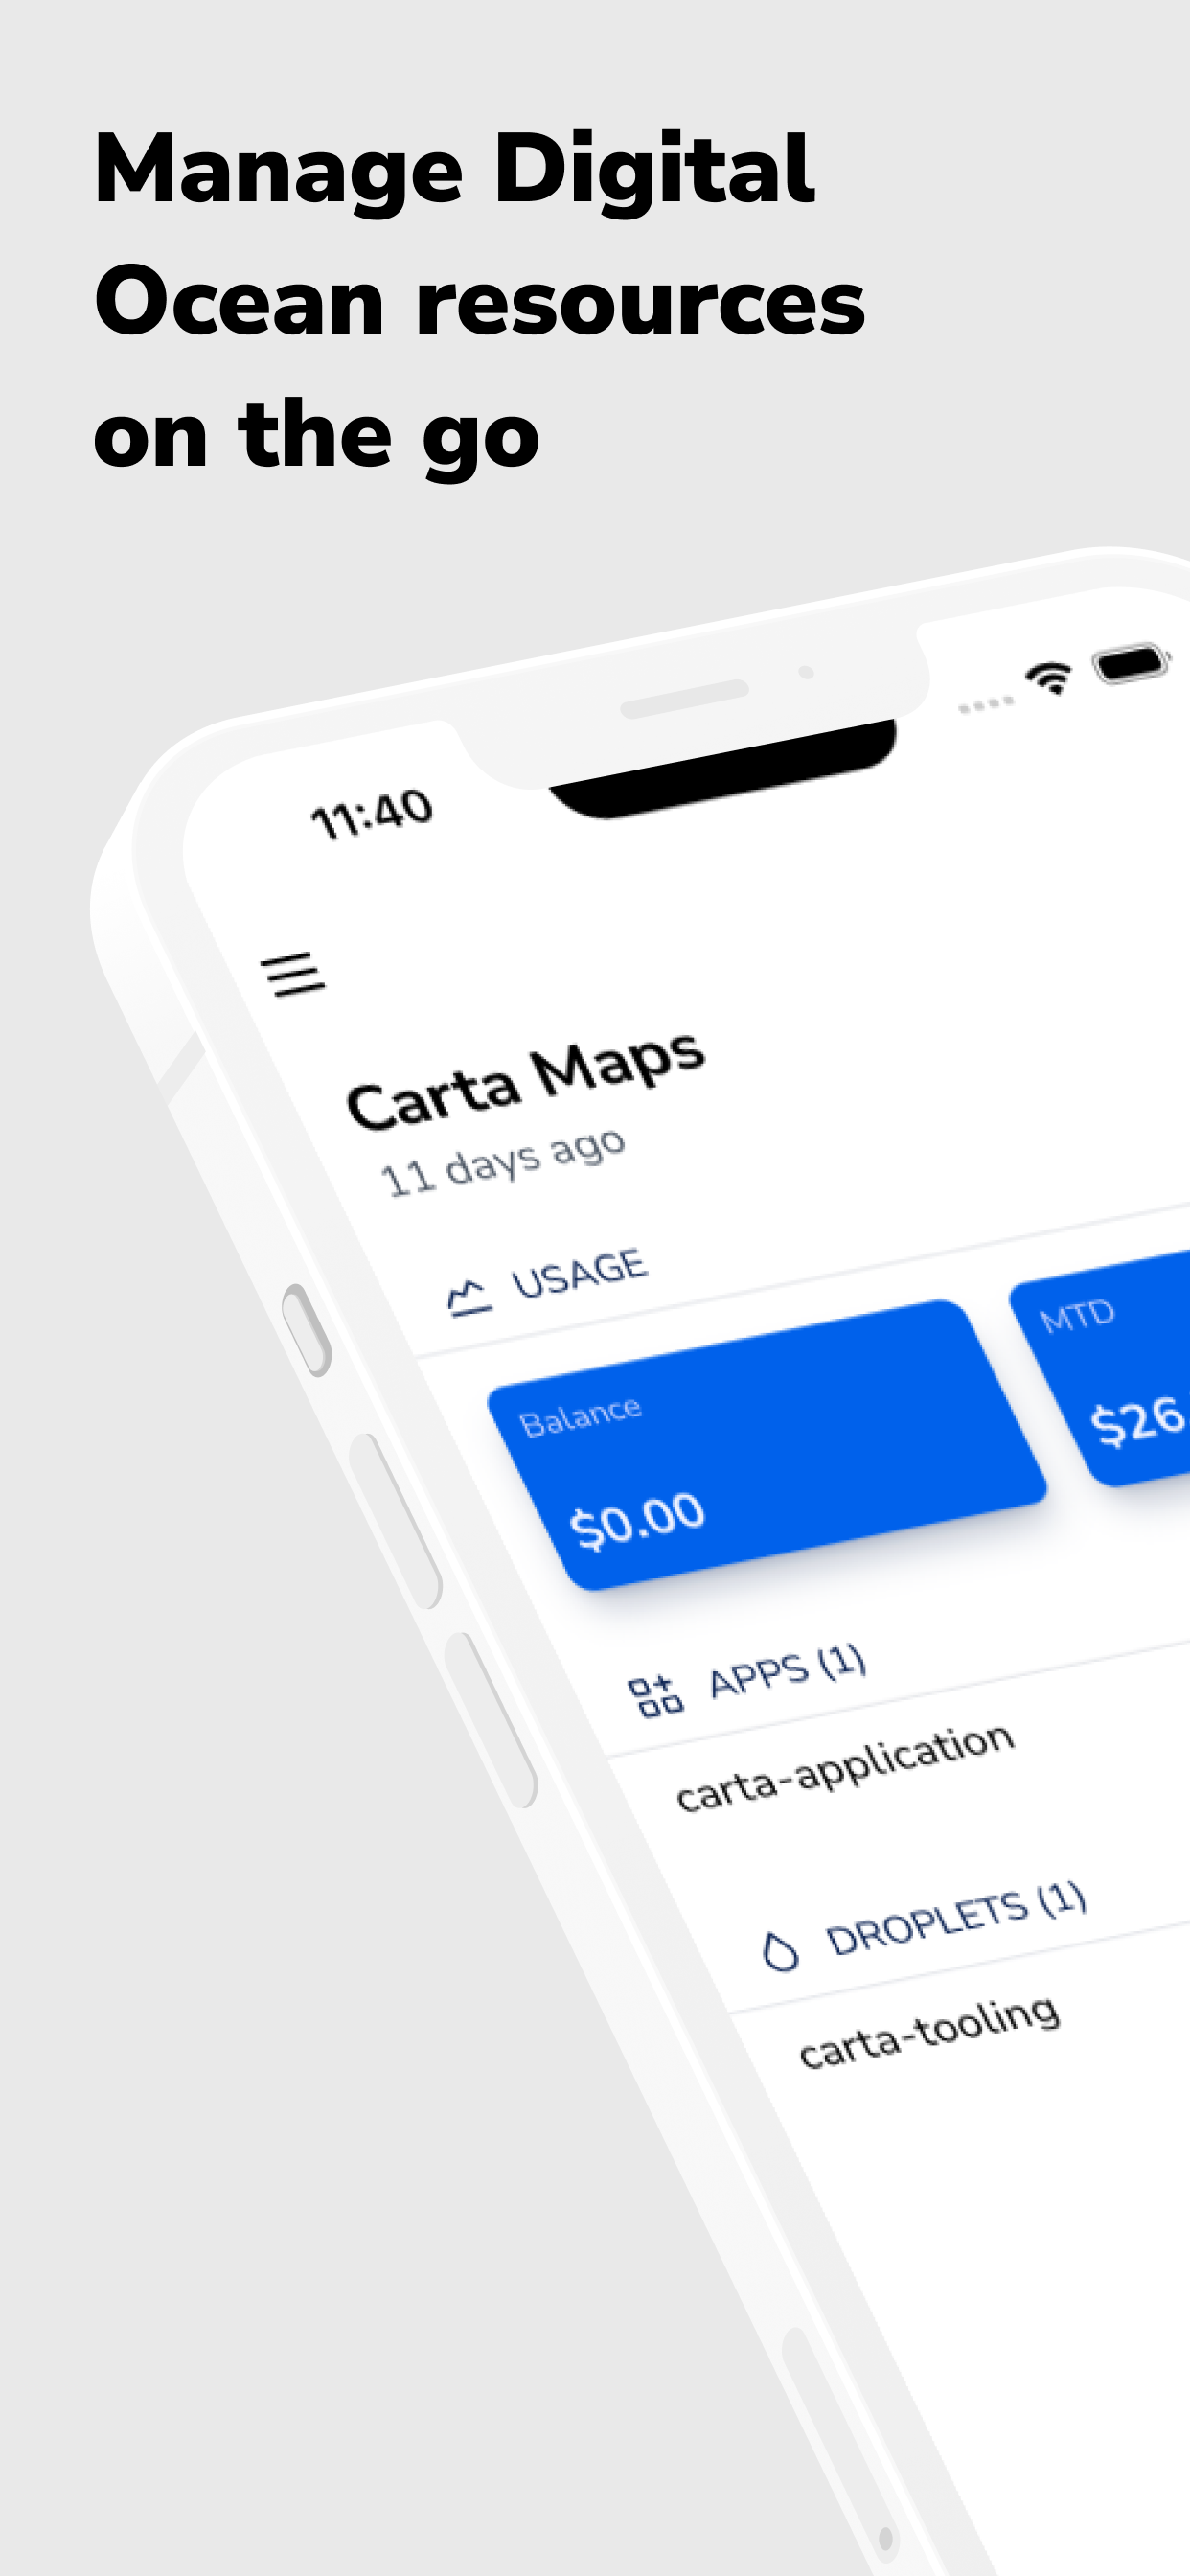 Manage Digital
Ocean resources
on the go
11:40
Carta Maps
11 days ago
USAGE
Balance
$0.00
MTD
$26
APPS (1)
carta-application
DROPLETS (1)
carta-tooling